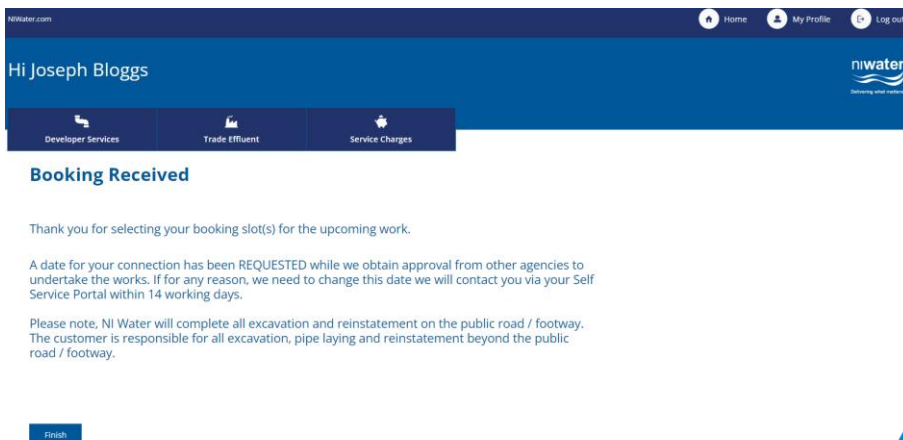 NIWater.com
Home
My Profile
Log out
Hi Joseph Bloggs
niwater
Delivering what matters
Developer Services
Trade Effluent
Service Charges
Booking Received
Thank you for selecting your booking slot(s) for the upcoming work.
A date for your connection has been REQUESTED while we obtain approval from other agencies to
undertake the works. If for any reason, we need to change this date we will contact you via your Self
Service Portal within 14 working days.
Please note, NI Water will complete all excavation and reinstatement on the public road / footway.
The customer is responsible for all excavation, pipe laying and reinstatement beyond the public
road / footway.
Finish